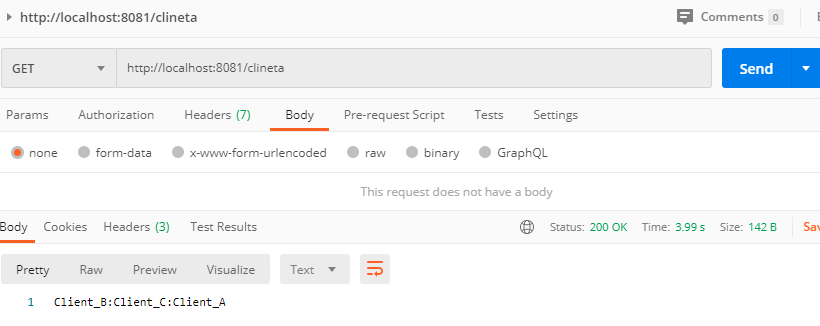 http://localhost:8081/clineta
Comments 0
GET http://localhost:8081/clineta Send
Params Authorization Headers (7) Body Pre-request Script Tests Settings
none form-data x-www-form-urlencoded raw binary GraphQL
This request does not have a body
Body Cookies Headers (3) Test Results Status: 200 OK Time: 3.99 s Size: 142 B Sav
Pretty Raw Preview Visualize Text
1 Client_B:Client_C:Client_A